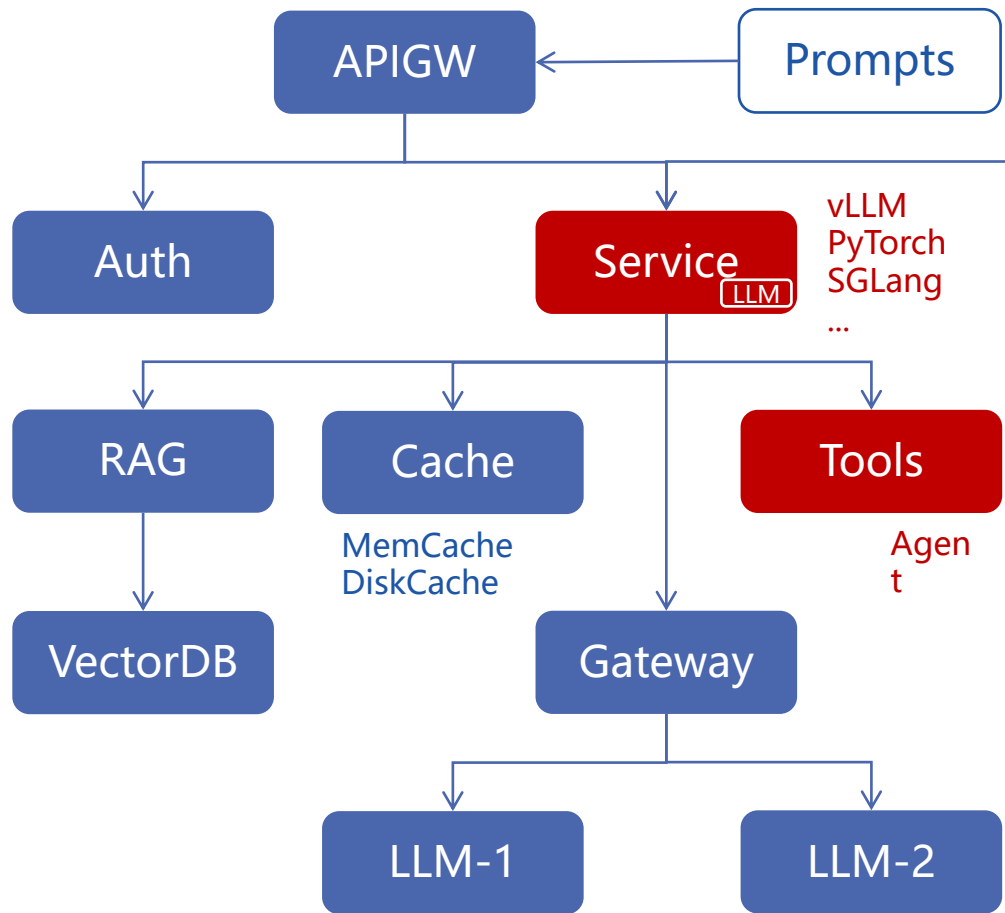 APIGW
Prompts
Auth
Service
LLM
vLLM
PyTorch
SGLang
...
RAG
Cache
Tools
MemCache
DiskCache
Agen
t
VectorDB
Gateway
LLM-1
LLM-2